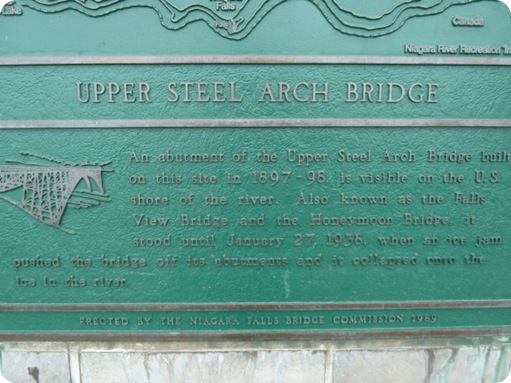 Lake
Falls
Canada
Niagara River Recreation
UPPER STEEL ARCH BRIDGE
An abutment of the Upper Steel Arch Bridge built
on this site in 1897-98, is visible on the U.S.
shore of the river. Also known as the Falls
View Bridge and the Honeymoon Bridge, it
stood until January 27, 1938, when an ice jam
pushed the bridge off its abutments and it collapsed onto the
ice in the river.
ERECTED BY THE NIAGARA FALLS BRIDGE COMMISSION 1989